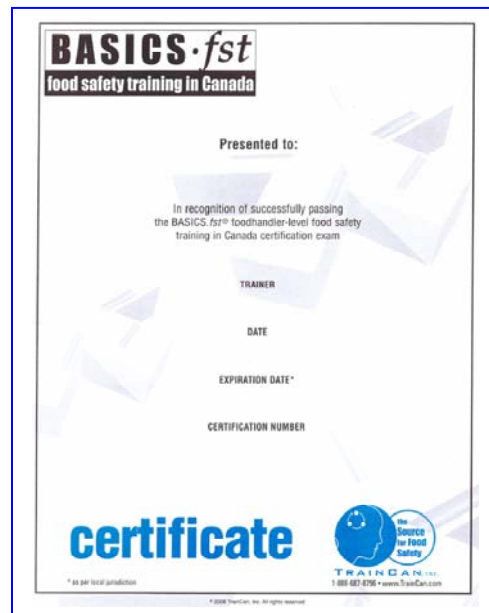 BASICS.fst
food safety training in Canada
Presented to:
In recognition of successfully passing
the BASICS.fst® foodhandler-level food safety
training in Canada certification exam
TRAINER
DATE
EXPIRATION DATE*
CERTIFICATION NUMBER
certificate
the
Source
for Food
Safety
TRAINCAN, INC.
1-888-687-8796 • www.TrainCan.com
* as per local jurisdiction
© 2008 TrainCan, Inc. All rights reserved